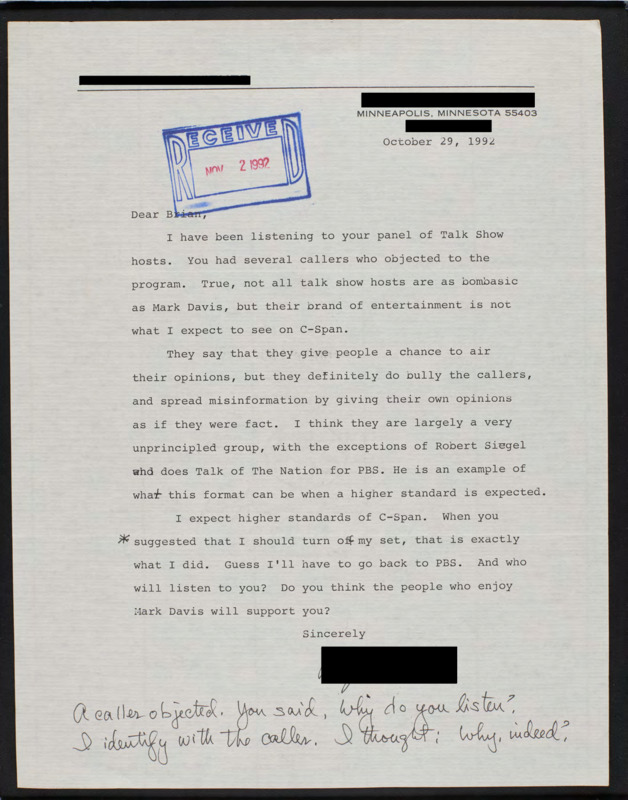 MINNEAPOLIS, MINNESOTA 55403
October 29, 1992
RECEIVED
NOV 2 1992
Dear Brian,
I have been listening to your panel of Talk Show
hosts. You had several callers who objected to the
program. True, not all talk show hosts are as bombasic
as Mark Davis, but their brand of entertainment is not
what I expect to see on C-Span.
They say that they give people a chance to air
their opinions, but they definitely do bully the callers,
and spread misinformation by giving their own opinions
as if they were fact. I think they are largely a very
unprincipled group, with the exceptions of Robert Siegel
who does Talk of The Nation for PBS. He is an example of
what this format can be when a higher standard is expected.
I expect higher standards of C-Span. When you
* suggested that I should turn off my set, that is exactly
what I did. Guess I'll have to go back to PBS. And who
will listen to you? Do you think the people who enjoy
Mark Davis will support you?
Sincerely
A caller objected. You said, Why do you listen?
I identify with the caller. I thought; Why, indeed?